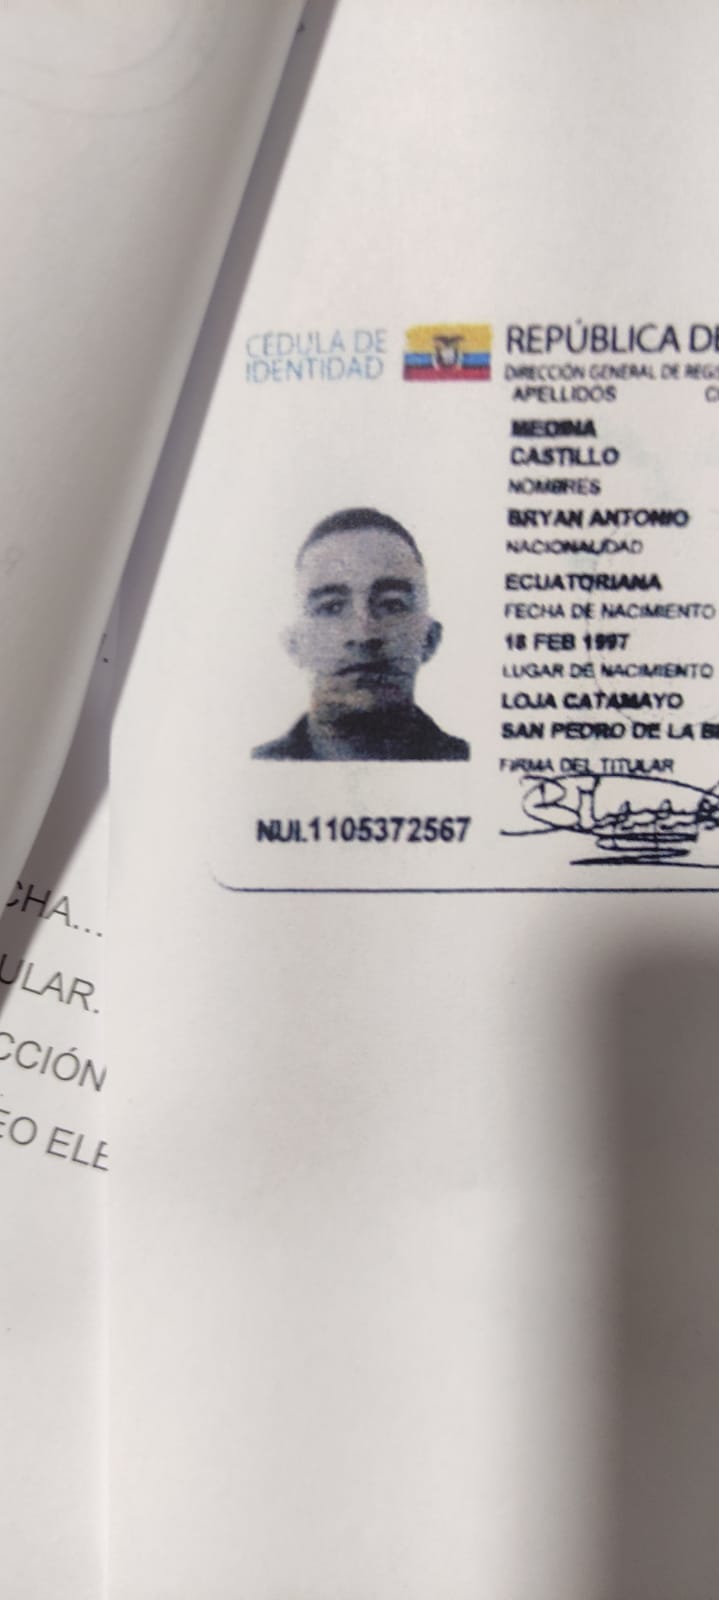 CÉDULA DE
IDENTIDAD
REPÚBLICA DE
DIRECCIÓN GENERAL DE REGIS
APELLIDOS
MEDINA
CASTILLO
NOMBRES
BRYAN ANTONIO
NACIONALIDAD
ECUATORIANA
FECHA DE NACIMIENTO
18 FEB 1997
LUGAR DE NACIMIENTO
LOJA CATAMAYO
SAN PEDRO DE LA BE
FIRMA DEL TITULAR
NUI.1105372567
CHA...
ULAR.
CCIÓN
EO ELE